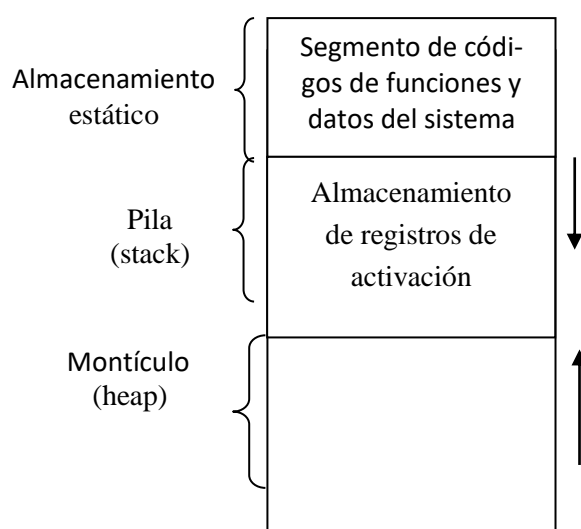 Almacenamiento
estático
Segmento de códi-
gos de funciones y
datos del sistema
Pila
(stack)
Almacenamiento
de registros de
activación
Montículo
(heap)